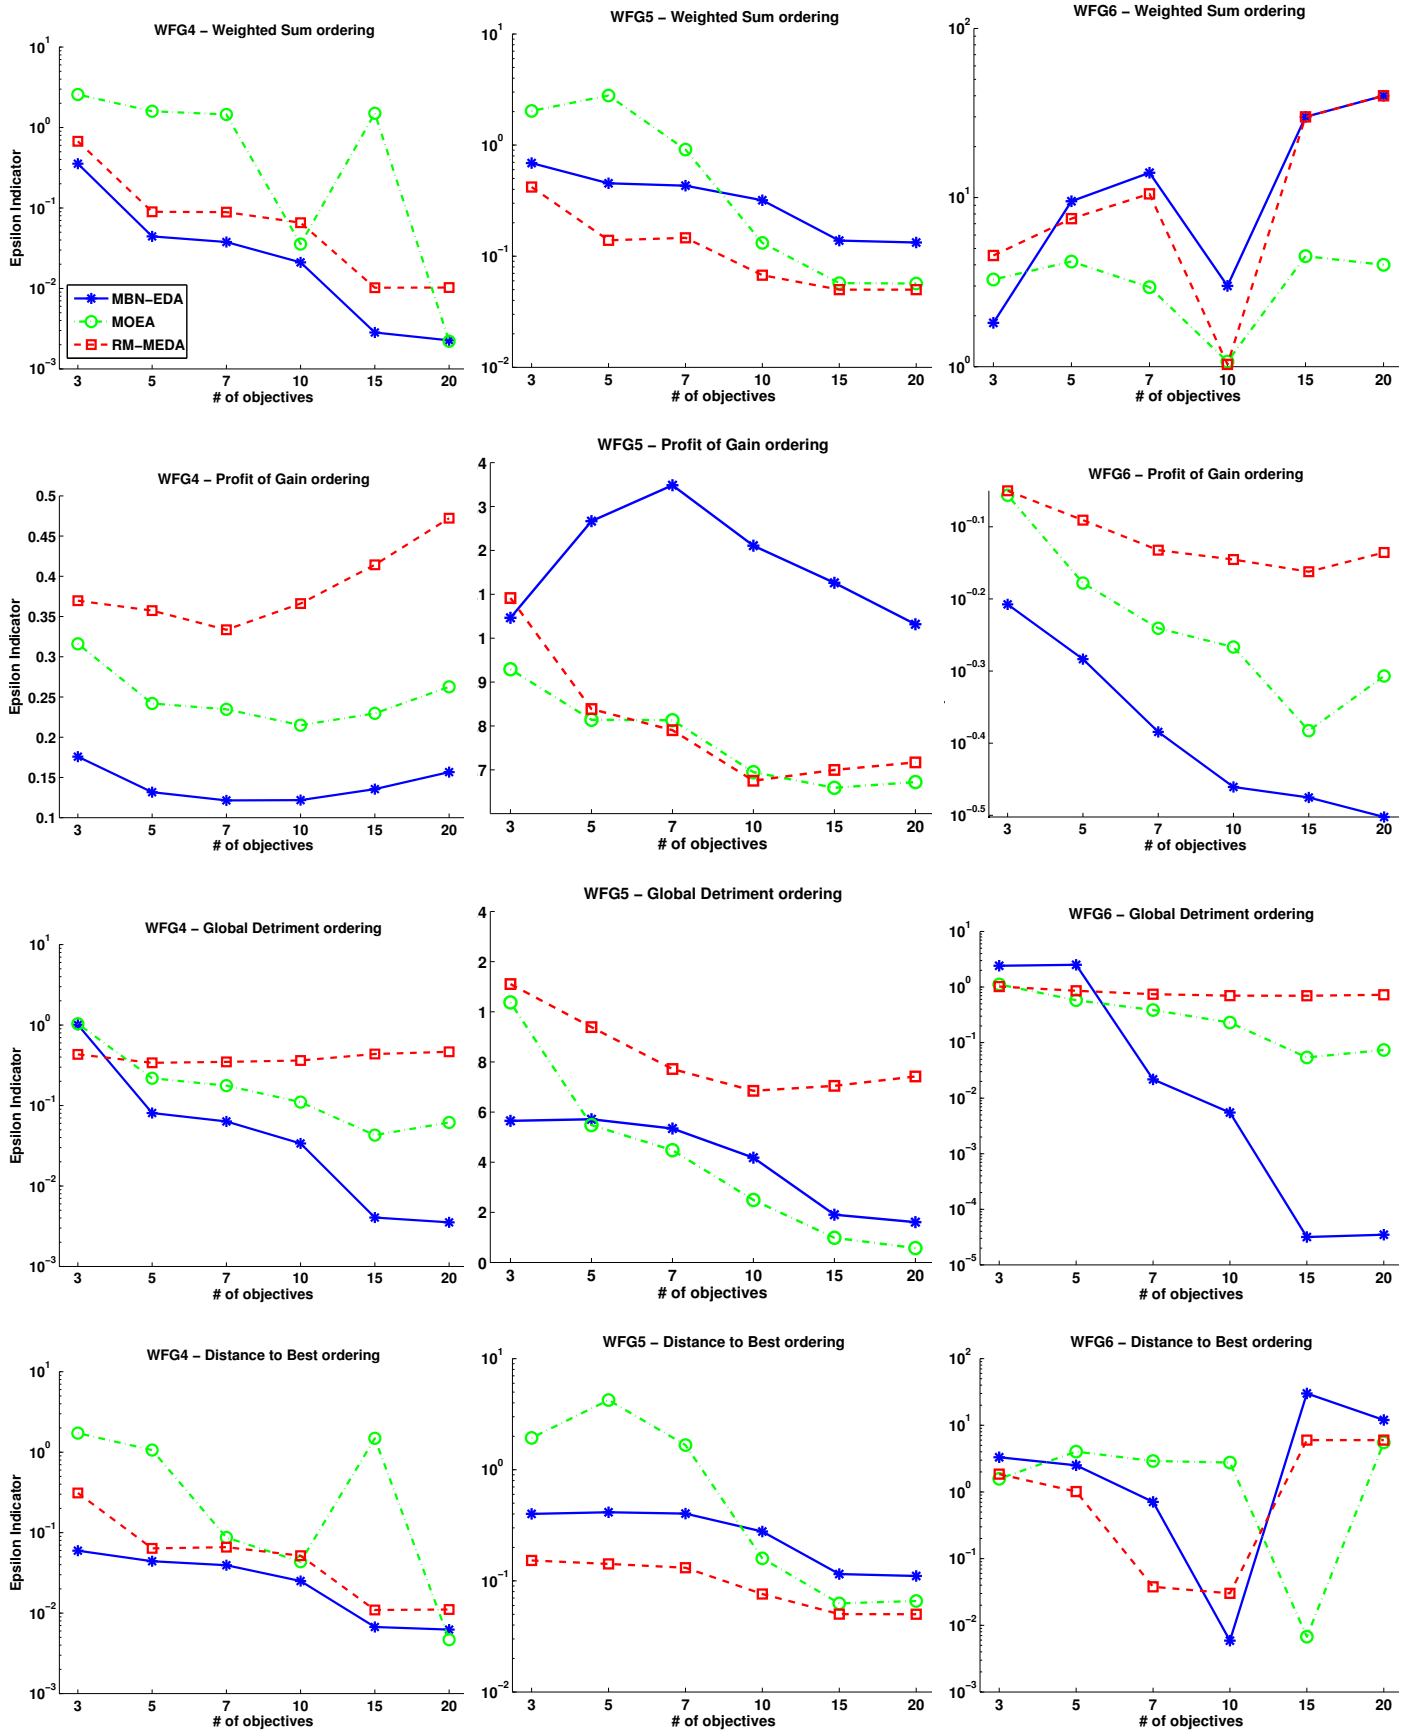 WFG4 – Weighted Sum ordering
Epsilon Indicator
10^1
10^0
10^-1
10^-2
10^-3
MBN-EDA
MOEA
RM-MEDA
3 5 7 10 15 20
# of objectives
WFG5 – Weighted Sum ordering
10^1
10^0
10^-1
10^-2
3 5 7 10 15 20
# of objectives
WFG6 – Weighted Sum ordering
10^2
10^1
10^0
3 5 7 10 15 20
# of objectives
WFG4 – Profit of Gain ordering
Epsilon Indicator
0.5
0.45
0.4
0.35
0.3
0.25
0.2
0.15
0.1
3 5 7 10 15 20
# of objectives
WFG5 – Profit of Gain ordering
4
3
2
1
1
9
8
7
3 5 7 10 15 20
# of objectives
WFG6 – Profit of Gain ordering
10^-0.1
10^-0.2
10^-0.3
10^-0.4
10^-0.5
3 5 7 10 15 20
# of objectives
WFG4 – Global Detriment ordering
Epsilon Indicator
10^1
10^0
10^-1
10^-2
10^-3
3 5 7 10 15 20
# of objectives
WFG5 – Global Detriment ordering
4
2
1
8
6
4
2
0
3 5 7 10 15 20
# of objectives
WFG6 – Global Detriment ordering
10^1
10^0
10^-1
10^-2
10^-3
10^-4
10^-5
3 5 7 10 15 20
# of objectives
WFG4 – Distance to Best ordering
Epsilon Indicator
10^1
10^0
10^-1
10^-2
10^-3
3 5 7 10 15 20
# of objectives
WFG5 – Distance to Best ordering
10^1
10^0
10^-1
10^-2
3 5 7 10 15 20
# of objectives
WFG6 – Distance to Best ordering
10^2
10^1
10^0
10^-1
10^-2
10^-3
3 5 7 10 15 20
# of objectives